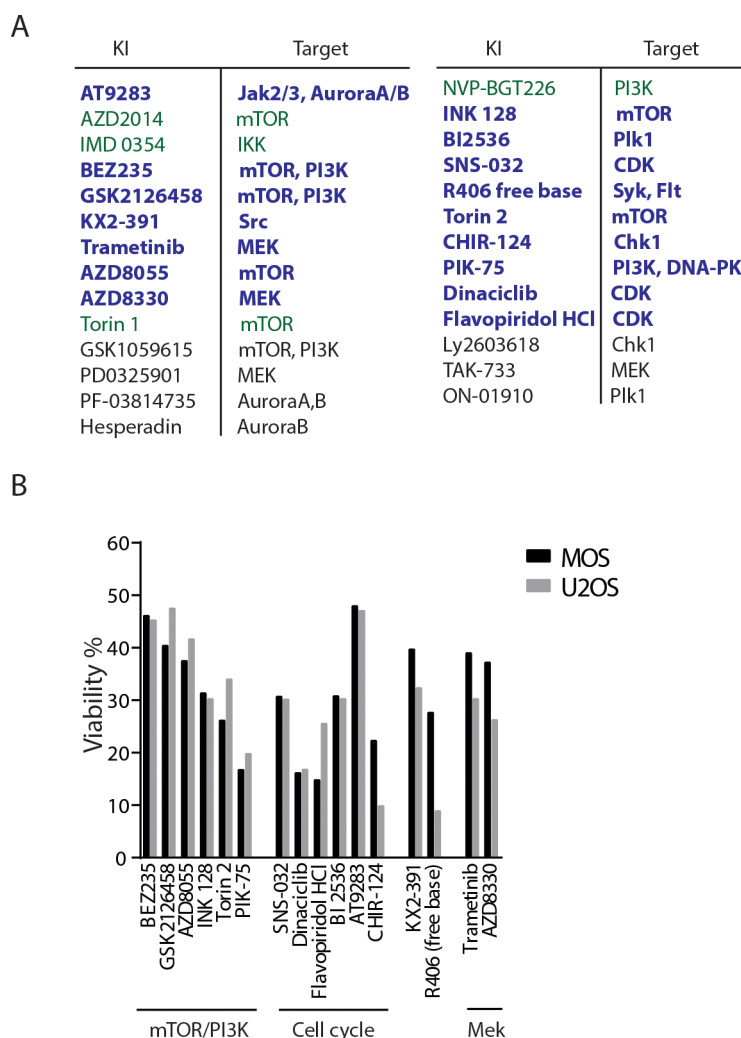 A
KI Target
AT9283 Jak2/3, AuroraA/B
AZD2014 mTOR
IMD 0354 IKK
BEZ235 mTOR, PI3K
GSK2126458 mTOR, PI3K
KX2-391 Src
Trametinib MEK
AZD8055 mTOR
AZD8330 MEK
Torin 1 mTOR
GSK1059615 mTOR, PI3K
PD0325901 MEK
PF-03814735 AuroraA,B
Hesperadin AuroraB
KI Target
NVP-BGT226 PI3K
INK 128 mTOR
BI2536 Plk1
SNS-032 CDK
R406 free base Syk, Flt
Torin 2 mTOR
CHIR-124 Chk1
PIK-75 PI3K, DNA-PK
Dinaciclib CDK
Flavopiridol HCl CDK
Ly2603618 Chk1
TAK-733 MEK
ON-01910 Plk1
B
Viability %
60
50
40
30
20
10
0
MOS
U2OS
BEZ235
GSK2126458
AZD8055
INK 128
Torin 2
PIK-75
SNS-032
Dinaciclib
Flavopiridol HCl
BI 2536
AT9283
CHIR-124
KX2-391
R406 (free base)
Trametinib
AZD8330
mTOR/PI3K Cell cycle Mek